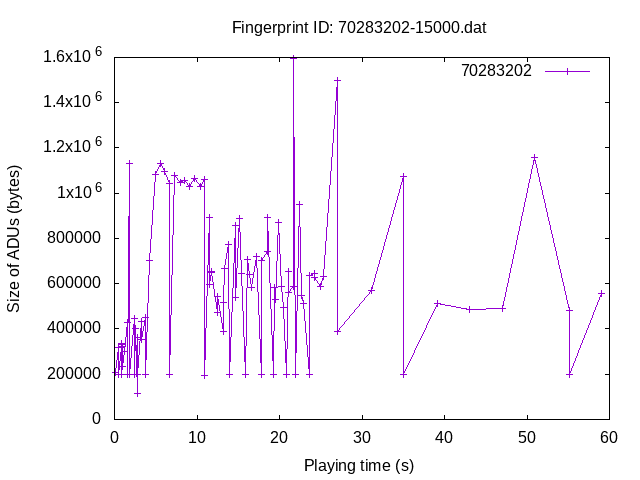 Fingerprint ID: 70283202-15000.dat
1.6x10^6
1.4x10^6
1.2x10^6
1x10^6
800000
600000
400000
200000
0
Size of ADUs (bytes)
70283202
0 10 20 30 40 50 60
Playing time (s)